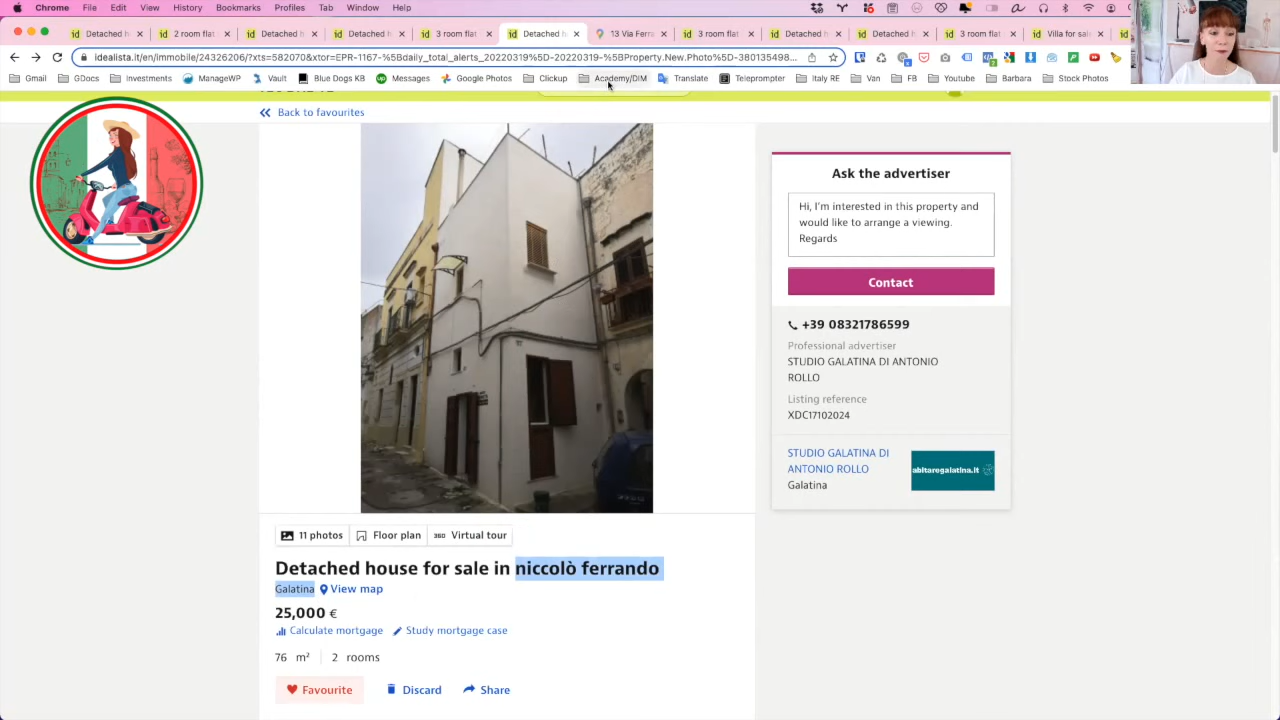 Chrome File Edit View History Bookmarks Profiles Tab Window Help
Detached h 2 room flat Detached h Detached h 3 room flat Detached h 13 Via Ferra 3 room flat Detached h Detached h 3 room flat Villa for sal
idealista.it/en/immobile/24326206/?xts=582070&xtor=EPR-1167-%5Bdaily_total_alerts_20220319%5D-20220319-%5BProperty.New.Photo%5D-380135498...
Gmail GDocs Investments ManageWP Vault Blue Dogs KB Messages Google Photos Clickup Academy/DIM Translate Teleprompter Italy RE Van FB Youtube Barbara Stock Photos
Back to favourites
Ask the advertiser
Hi, I'm interested in this property and
would like to arrange a viewing.
Regards
Contact
+39 08321786599
Professional advertiser
STUDIO GALATINA DI ANTONIO
ROLLO
Listing reference
XDC17102024
STUDIO GALATINA DI
ANTONIO ROLLO
Galatina
abitaregalatina.it
11 photos Floor plan 360 Virtual tour
Detached house for sale in niccolò ferrando
Galatina View map
25,000 €
Calculate mortgage Study mortgage case
76 m² 2 rooms
Favourite Discard Share